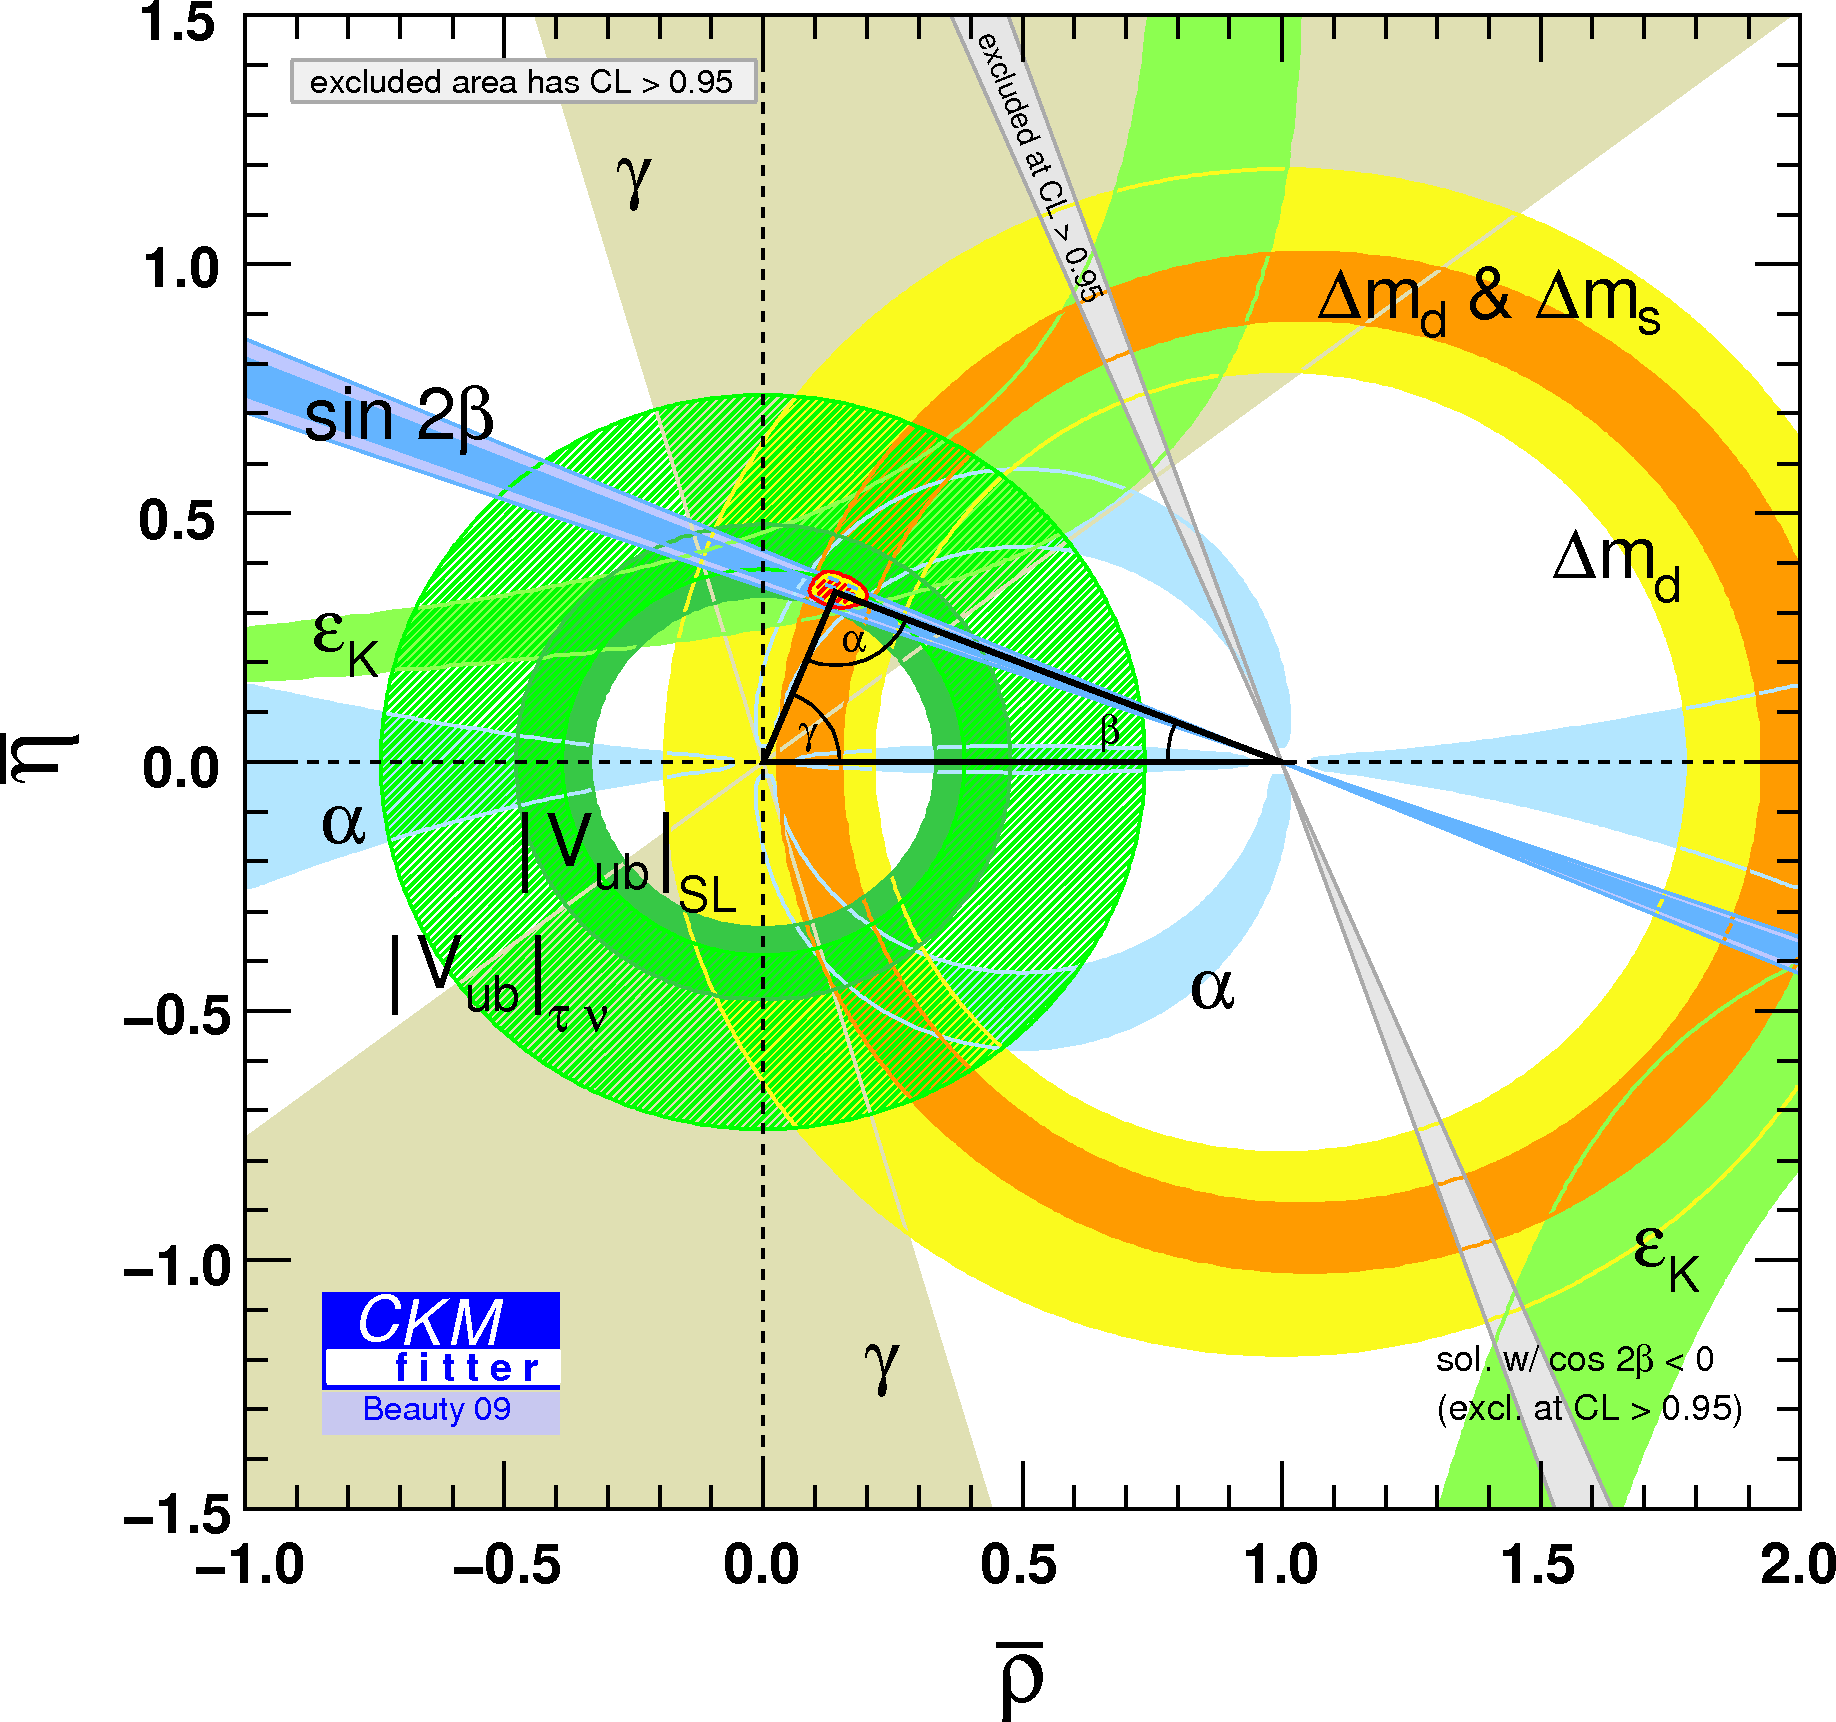 1.5
excluded area has CL > 0.95
excluded at CL > 0.95
γ
1.0
Δm_d & Δm_s
sin 2β
0.5
Δm_d
ε_K
α
γ
β
0.0
η̄
α
|V_ub|_SL
|V_ub|_τν
α
−0.5
−1.0
ε_K
CKM
fitter
Beauty 09
γ
sol. w/ cos 2β < 0
(excl. at CL > 0.95)
−1.5
−1.0 −0.5 0.0 0.5 1.0 1.5 2.0
ρ̄